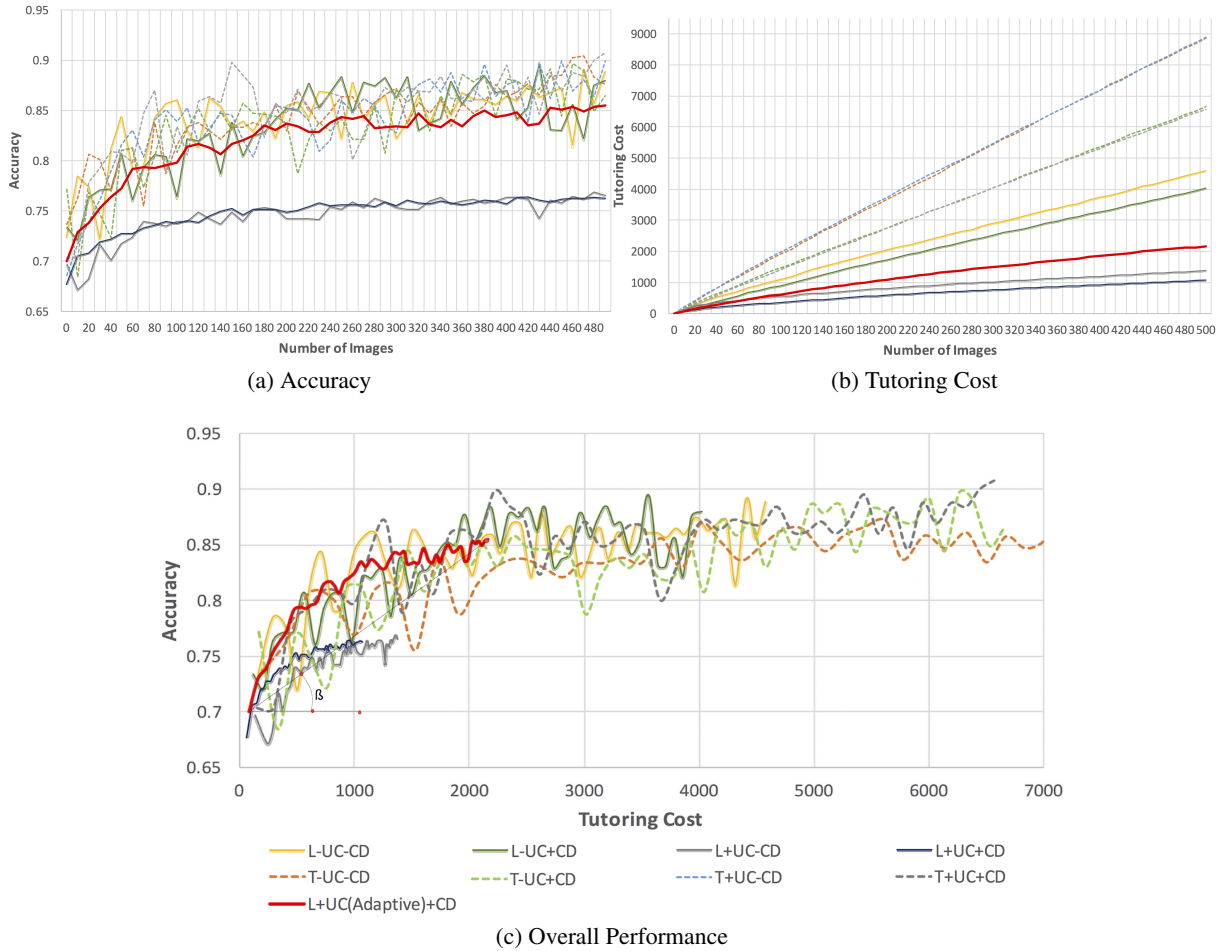 0.95
0.9
0.85
0.8
0.75
0.7
0.65
Accuracy
0 20 40 60 80 100 120 140 160 180 200 220 240 260 280 300 320 340 360 380 400 420 440 460 480
Number of Images
(a) Accuracy
9000
8000
7000
6000
5000
4000
3000
2000
1000
0
Tutoring Cost
0 20 40 60 80 100 120 140 160 180 200 220 240 260 280 300 320 340 360 380 400 420 440 460 480 500
Number of Images
(b) Tutoring Cost
0.95
0.9
0.85
0.8
0.75
0.7
0.65
Accuracy
ß
0 1000 2000 3000 4000 5000 6000 7000
Tutoring Cost
L-UC-CD L-UC+CD L+UC-CD L+UC+CD
T-UC-CD T-UC+CD T+UC-CD T+UC+CD
L+UC(Adaptive)+CD
(c) Overall Performance